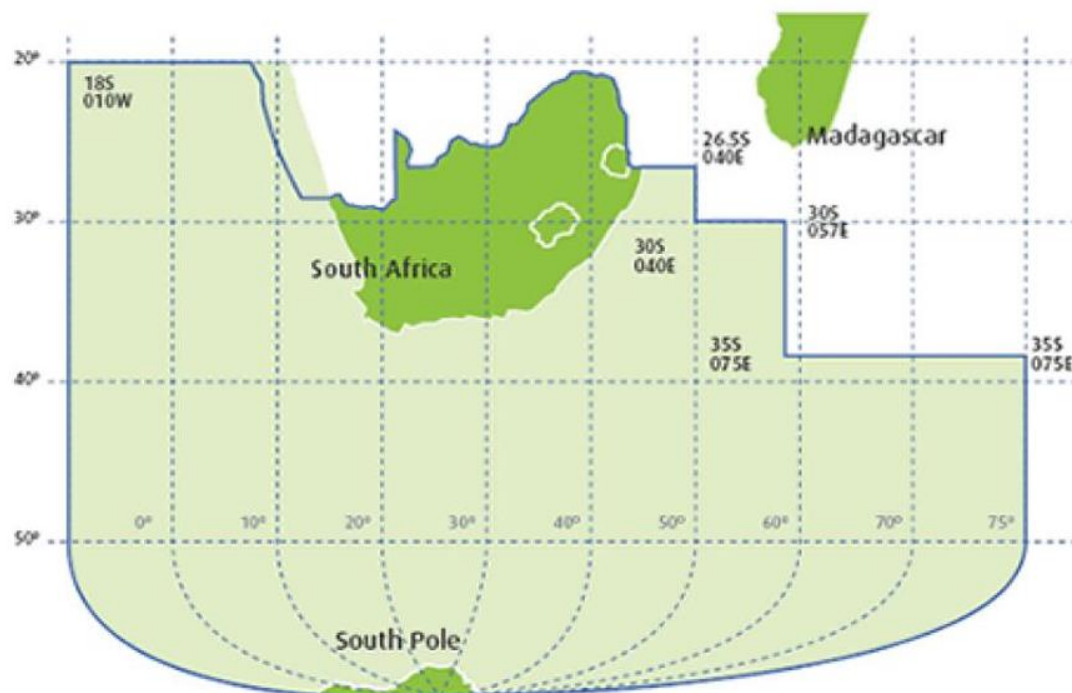 20°
18S
010W
26.5S
040E
Madagascar
30°
30S
057E
30S
040E
South Africa
35S
075E
35S
075E
40°
0°
10°
20°
30°
40°
50°
60°
70°
75°
50°
South Pole